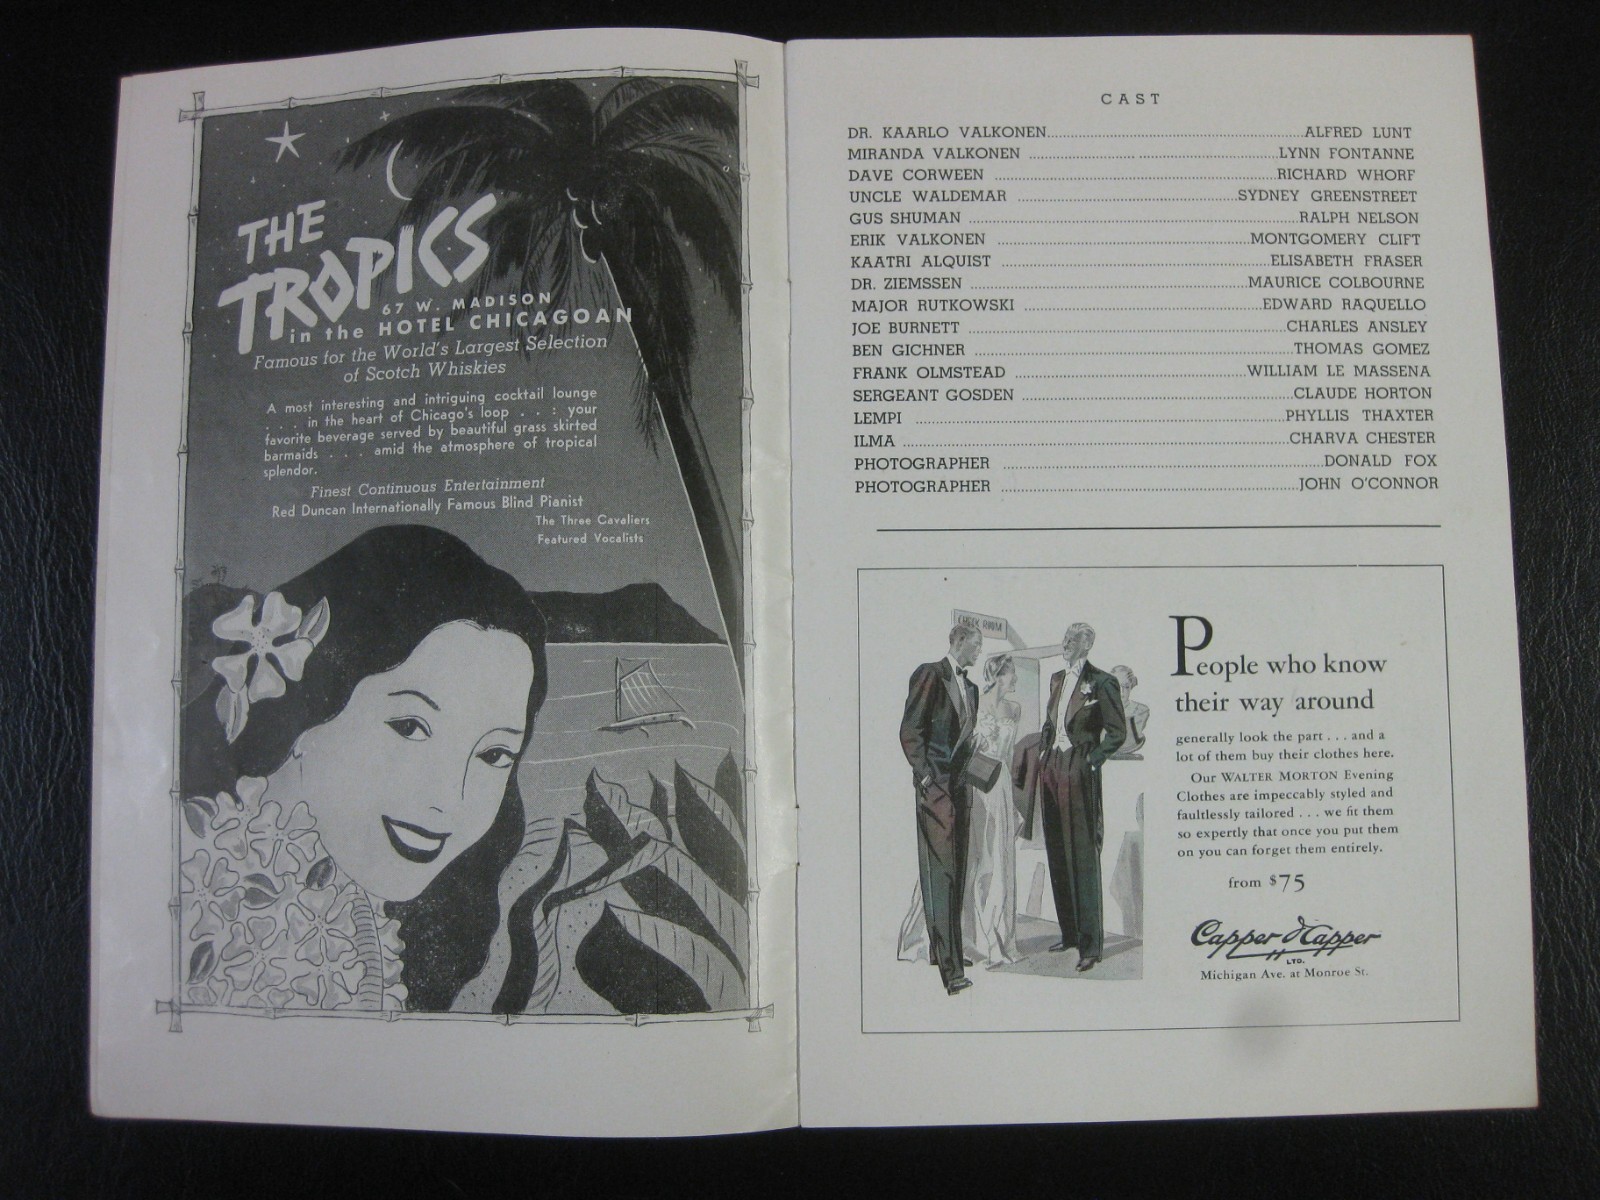 THE
TROPICS
67 W. MADISON
in the HOTEL CHICAGOAN
Famous for the World's Largest Selection
of Scotch Whiskies
A most interesting and intriguing cocktail lounge
. . . in the heart of Chicago's loop . . : your
favorite beverage served by beautiful grass skirted
barmaids . . . amid the atmosphere of tropical
splendor.
Finest Continuous Entertainment
Red Duncan Internationally Famous Blind Pianist
The Three Cavaliers
Featured Vocalists
CAST
DR. KAARLO VALKONEN..........ALFRED LUNT
MIRANDA VALKONEN ..........LYNN FONTANNE
DAVE CORWEEN ..........RICHARD WHORF
UNCLE WALDEMAR ..........SYDNEY GREENSTREET
GUS SHUMAN ..........RALPH NELSON
ERIK VALKONEN ..........MONTGOMERY CLIFT
KAATRI ALQUIST ..........ELISABETH FRASER
DR. ZIEMSSEN ..........MAURICE COLBOURNE
MAJOR RUTKOWSKI ..........EDWARD RAQUELLO
JOE BURNETT ..........CHARLES ANSLEY
BEN GICHNER ..........THOMAS GOMEZ
FRANK OLMSTEAD ..........WILLIAM LE MASSENA
SERGEANT GOSDEN ..........CLAUDE HORTON
LEMPI ..........PHYLLIS THAXTER
ILMA ..........CHARVA CHESTER
PHOTOGRAPHER ..........DONALD FOX
PHOTOGRAPHER ..........JOHN O'CONNOR
CHECK ROOM
People who know
their way around
generally look the part . . . and a
lot of them buy their clothes here.
Our WALTER MORTON Evening
Clothes are impeccably styled and
faultlessly tailored . . . we fit them
so expertly that once you put them
on you can forget them entirely.
from $75
Capper & Capper
LTD.
Michigan Ave. at Monroe St.